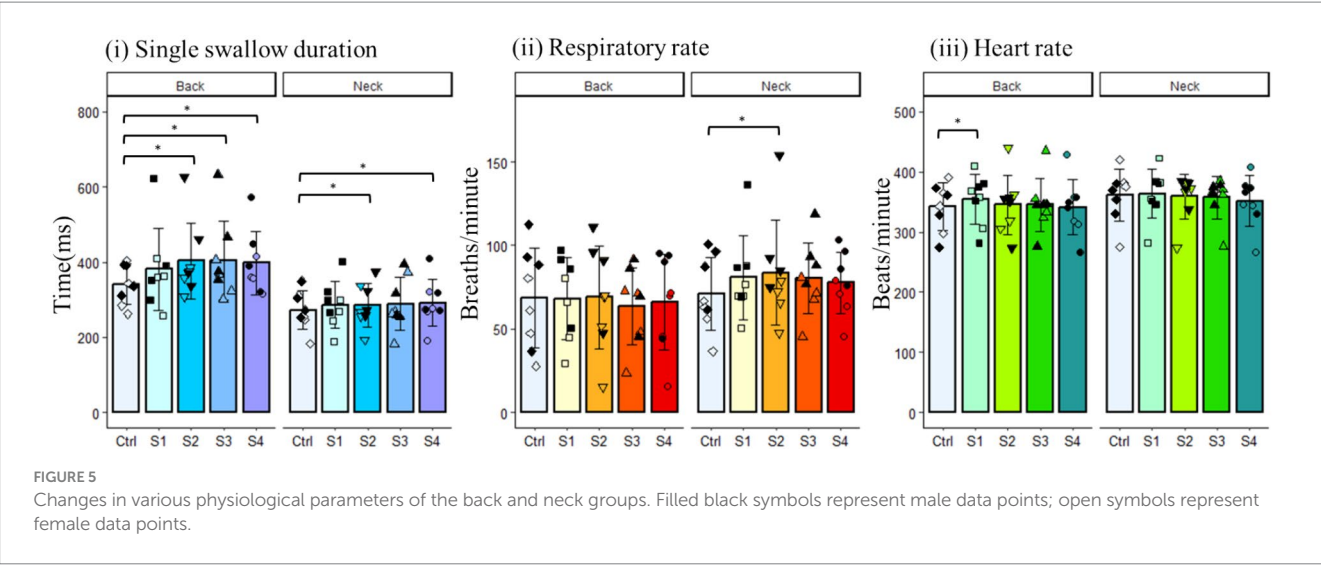 (i) Single swallow duration
(ii) Respiratory rate
(iii) Heart rate
Back
Neck
Back
Neck
Back
Neck
Time(ms)
800
600
400
200
0
*
*
*
*
*
Ctrl S1 S2 S3 S4
Ctrl S1 S2 S3 S4
Breaths/minute
150
100
50
0
*
Ctrl S1 S2 S3 S4
Ctrl S1 S2 S3 S4
Beats/minute
500
400
300
200
100
0
*
Ctrl S1 S2 S3 S4
Ctrl S1 S2 S3 S4
FIGURE 5
Changes in various physiological parameters of the back and neck groups. Filled black symbols represent male data points; open symbols represent
female data points.